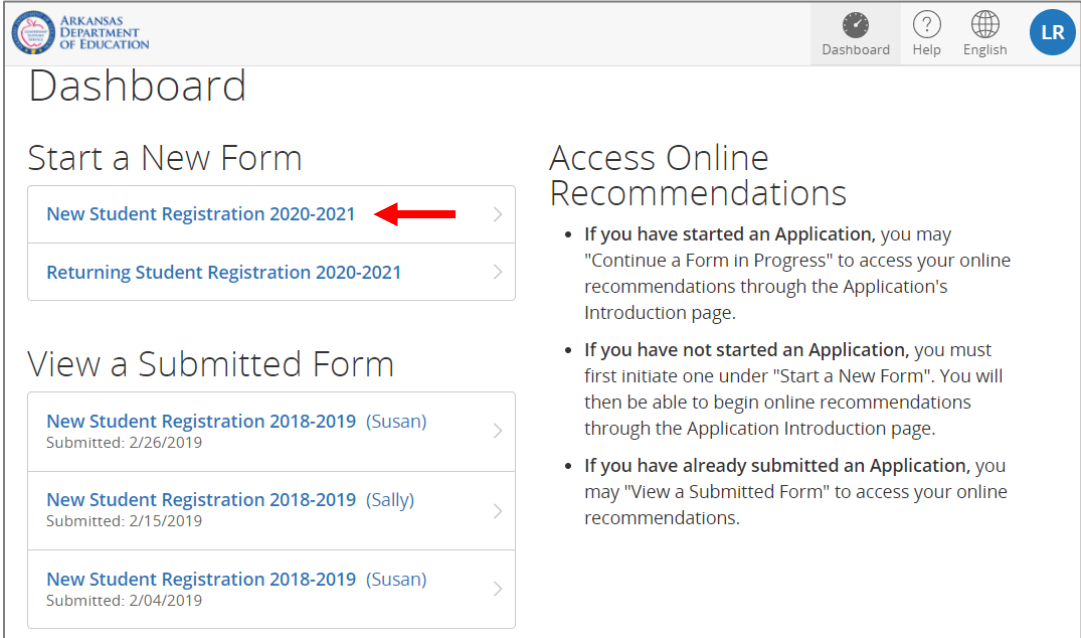 ARKANSAS
DEPARTMENT
OF EDUCATION
Dashboard
Help
English
LR
Dashboard
Start a New Form
New Student Registration 2020-2021
Returning Student Registration 2020-2021
View a Submitted Form
New Student Registration 2018-2019 (Susan)
Submitted: 2/26/2019
New Student Registration 2018-2019 (Sally)
Submitted: 2/15/2019
New Student Registration 2018-2019 (Susan)
Submitted: 2/04/2019
Access Online
Recommendations
• If you have started an Application, you may
"Continue a Form in Progress" to access your online
recommendations through the Application's
Introduction page.
• If you have not started an Application, you must
first initiate one under "Start a New Form". You will
then be able to begin online recommendations
through the Application Introduction page.
• If you have already submitted an Application, you
may "View a Submitted Form" to access your online
recommendations.